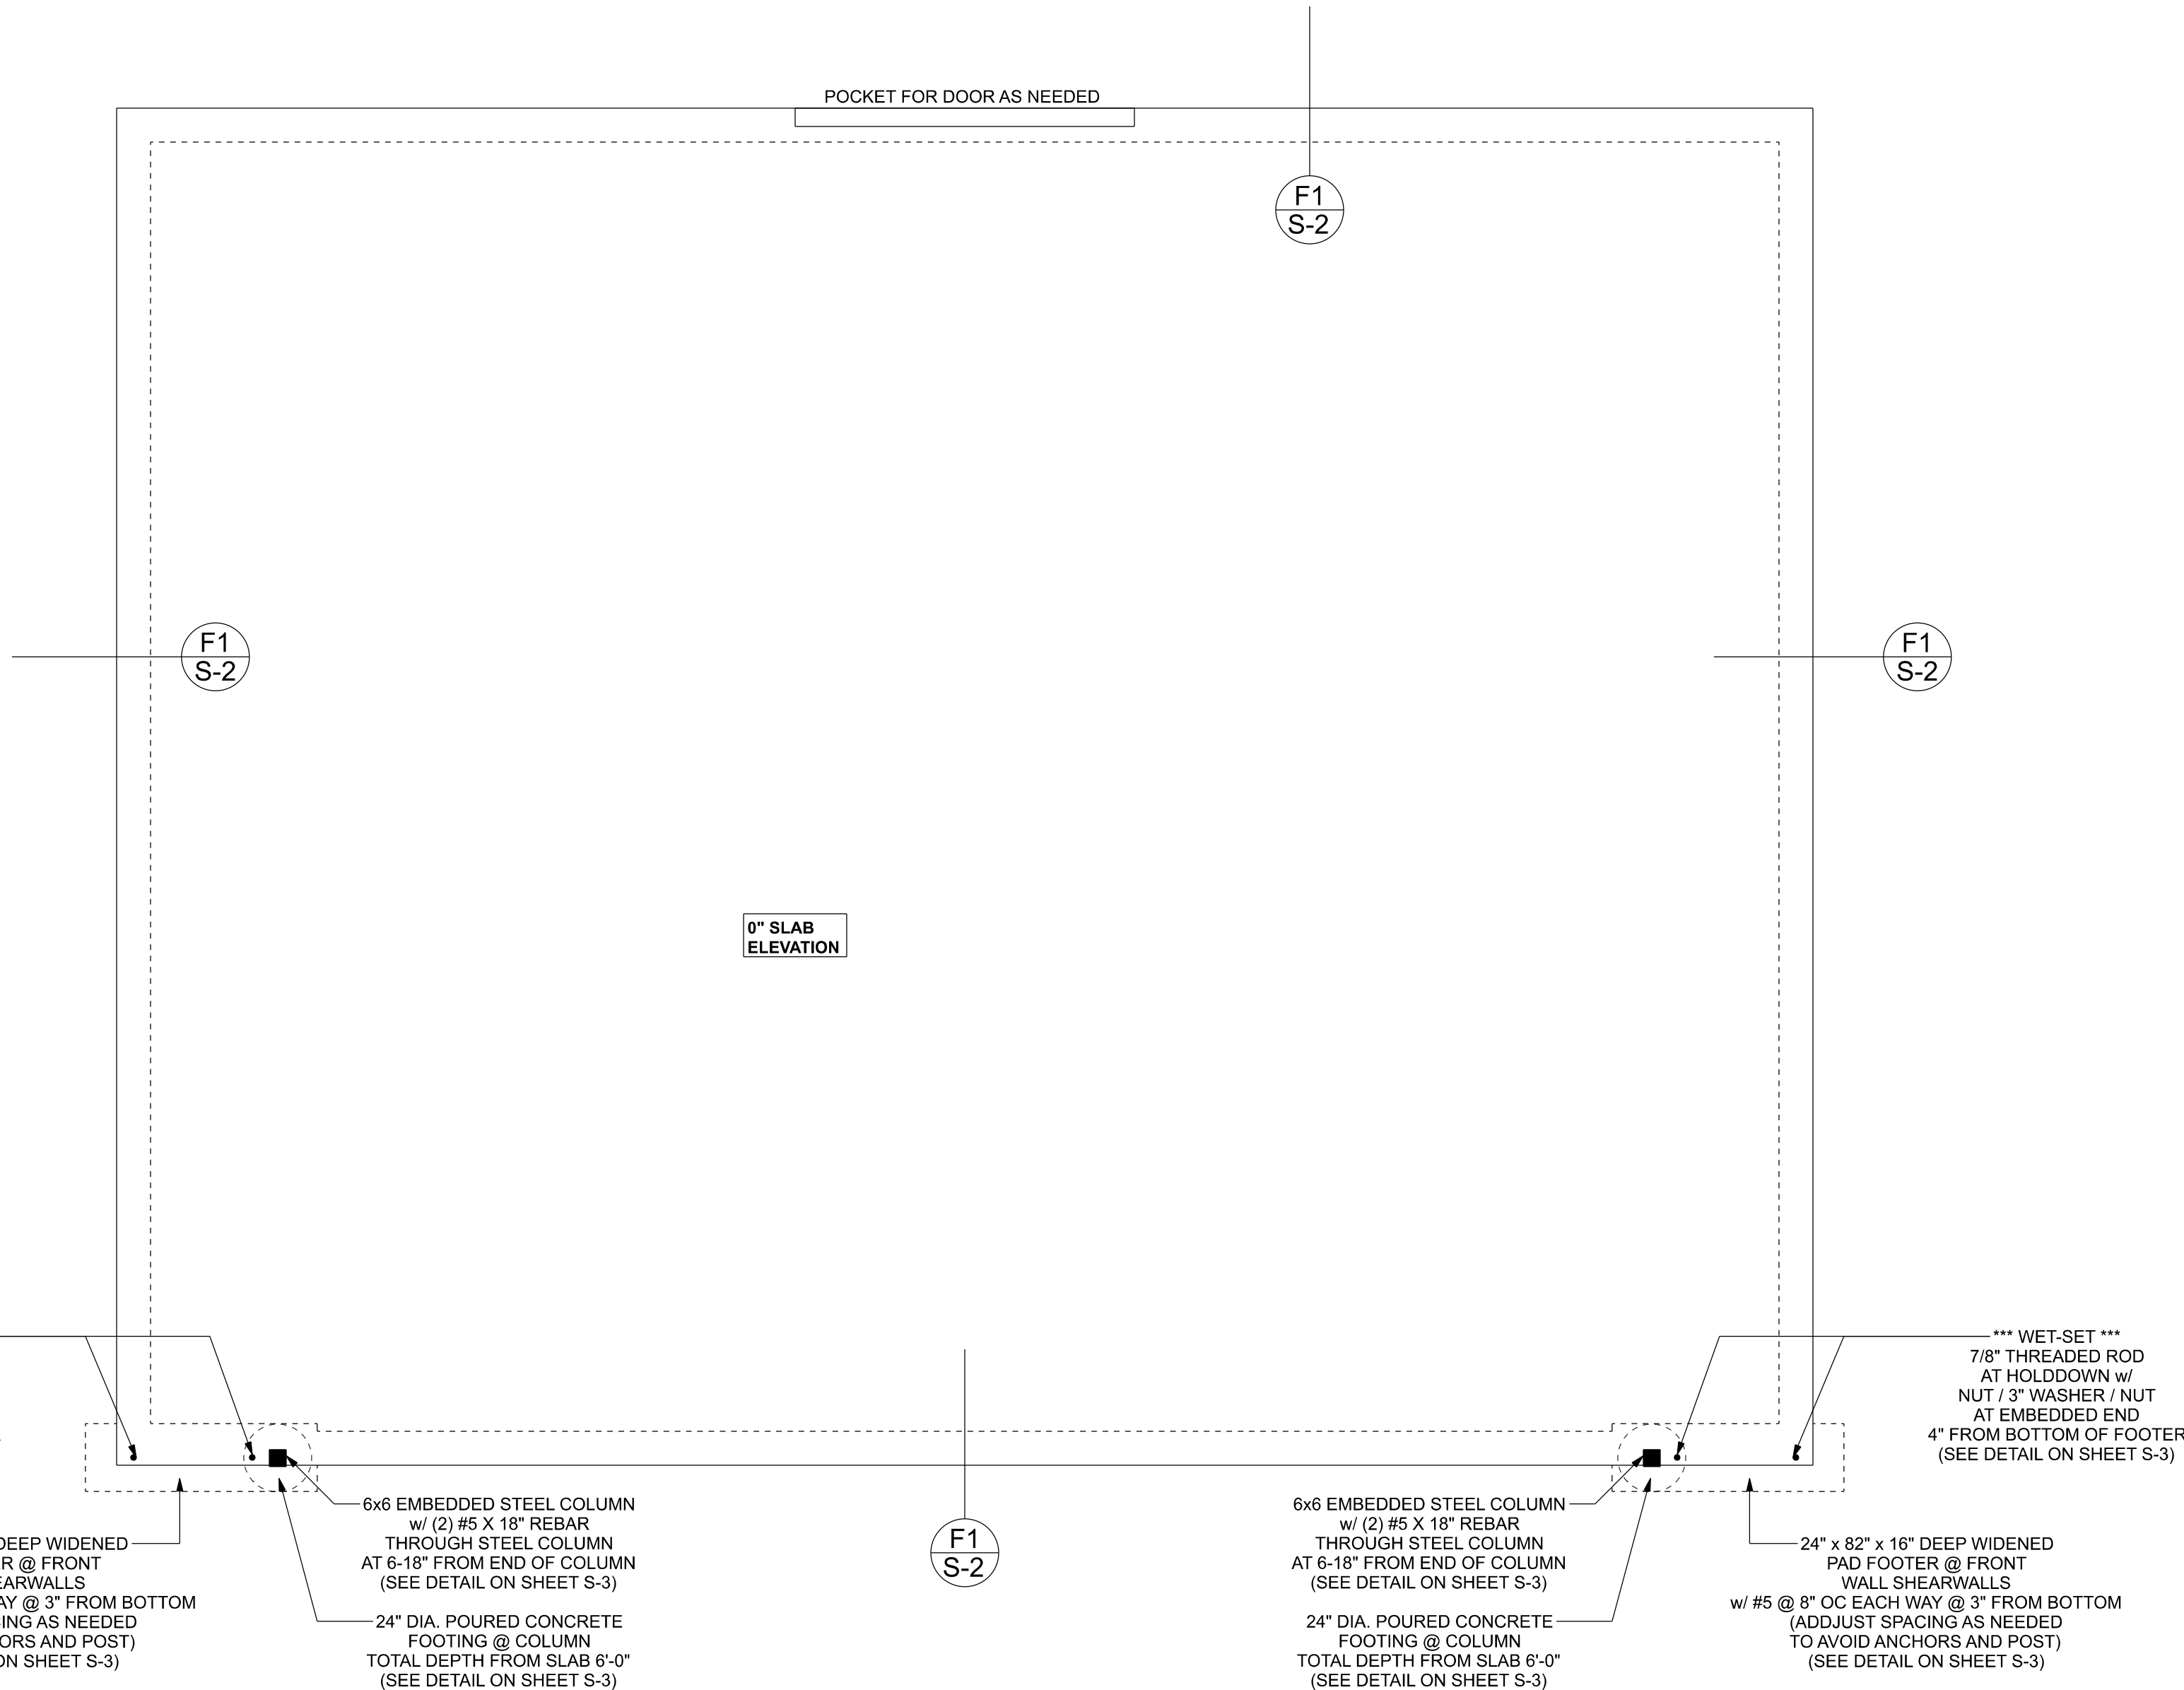 POCKET FOR DOOR AS NEEDED
F1
S-2
F1
S-2
F1
S-2
0" SLAB
ELEVATION
*** WET-SET ***
7/8" THREADED ROD
AT HOLDDOWN w/
NUT / 3" WASHER / NUT
AT EMBEDDED END
4" FROM BOTTOM OF FOOTER
(SEE DETAIL ON SHEET S-3)
DEEP WIDENED
R @ FRONT
EARWALLS
AY @ 3" FROM BOTTOM
ING AS NEEDED
ORS AND POST)
ON SHEET S-3)
6x6 EMBEDDED STEEL COLUMN
w/ (2) #5 X 18" REBAR
THROUGH STEEL COLUMN
AT 6-18" FROM END OF COLUMN
(SEE DETAIL ON SHEET S-3)
24" DIA. POURED CONCRETE
FOOTING @ COLUMN
TOTAL DEPTH FROM SLAB 6'-0"
(SEE DETAIL ON SHEET S-3)
F1
S-2
6x6 EMBEDDED STEEL COLUMN
w/ (2) #5 X 18" REBAR
THROUGH STEEL COLUMN
AT 6-18" FROM END OF COLUMN
(SEE DETAIL ON SHEET S-3)
24" DIA. POURED CONCRETE
FOOTING @ COLUMN
TOTAL DEPTH FROM SLAB 6'-0"
(SEE DETAIL ON SHEET S-3)
24" x 82" x 16" DEEP WIDENED
PAD FOOTER @ FRONT
WALL SHEARWALLS
w/ #5 @ 8" OC EACH WAY @ 3" FROM BOTTOM
(ADDJUST SPACING AS NEEDED
TO AVOID ANCHORS AND POST)
(SEE DETAIL ON SHEET S-3)